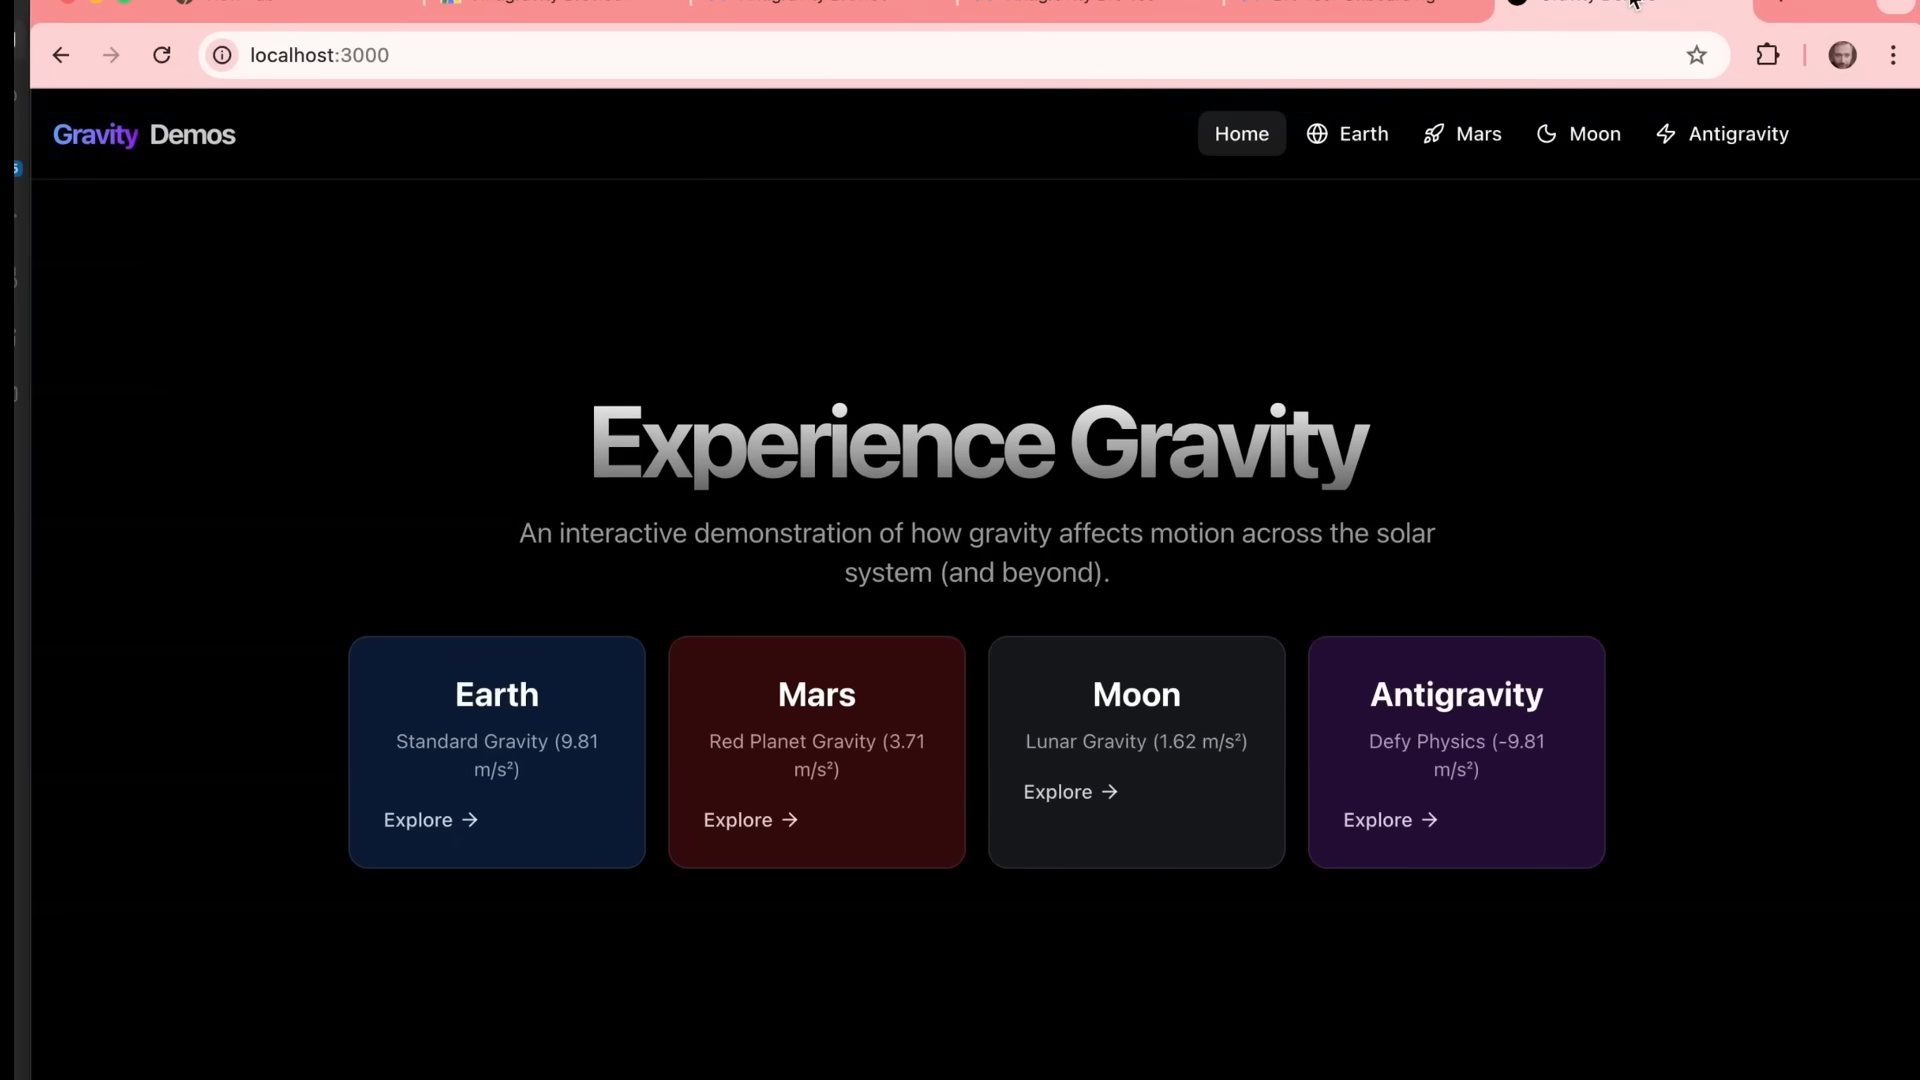 localhost:3000
Gravity Demos
Home
Earth
Mars
Moon
Antigravity
Experience Gravity
An interactive demonstration of how gravity affects motion across the solar
system (and beyond).
Earth
Standard Gravity (9.81
m/s²)
Explore →
Mars
Red Planet Gravity (3.71
m/s²)
Explore →
Moon
Lunar Gravity (1.62 m/s²)
Explore →
Antigravity
Defy Physics (-9.81
m/s²)
Explore →